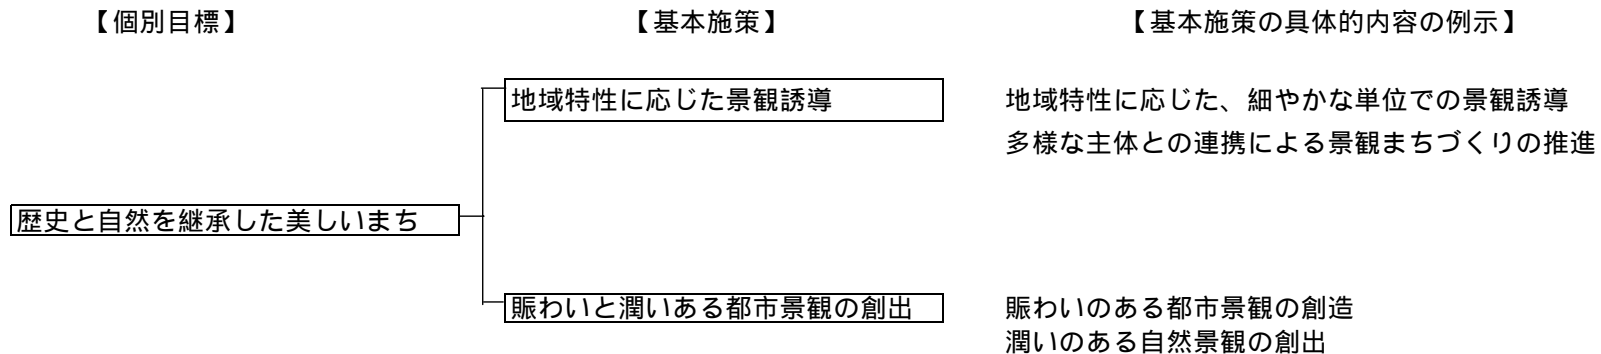 【個別目標】
【基本施策】
【基本施策の具体的内容の例示】
地域特性に応じた景観誘導
地域特性に応じた、細やかな単位での景観誘導
多様な主体との連携による景観まちづくりの推進
歴史と自然を継承した美しいまち
賑わいと潤いある都市景観の創出
賑わいのある都市景観の創造
潤いのある自然景観の創出